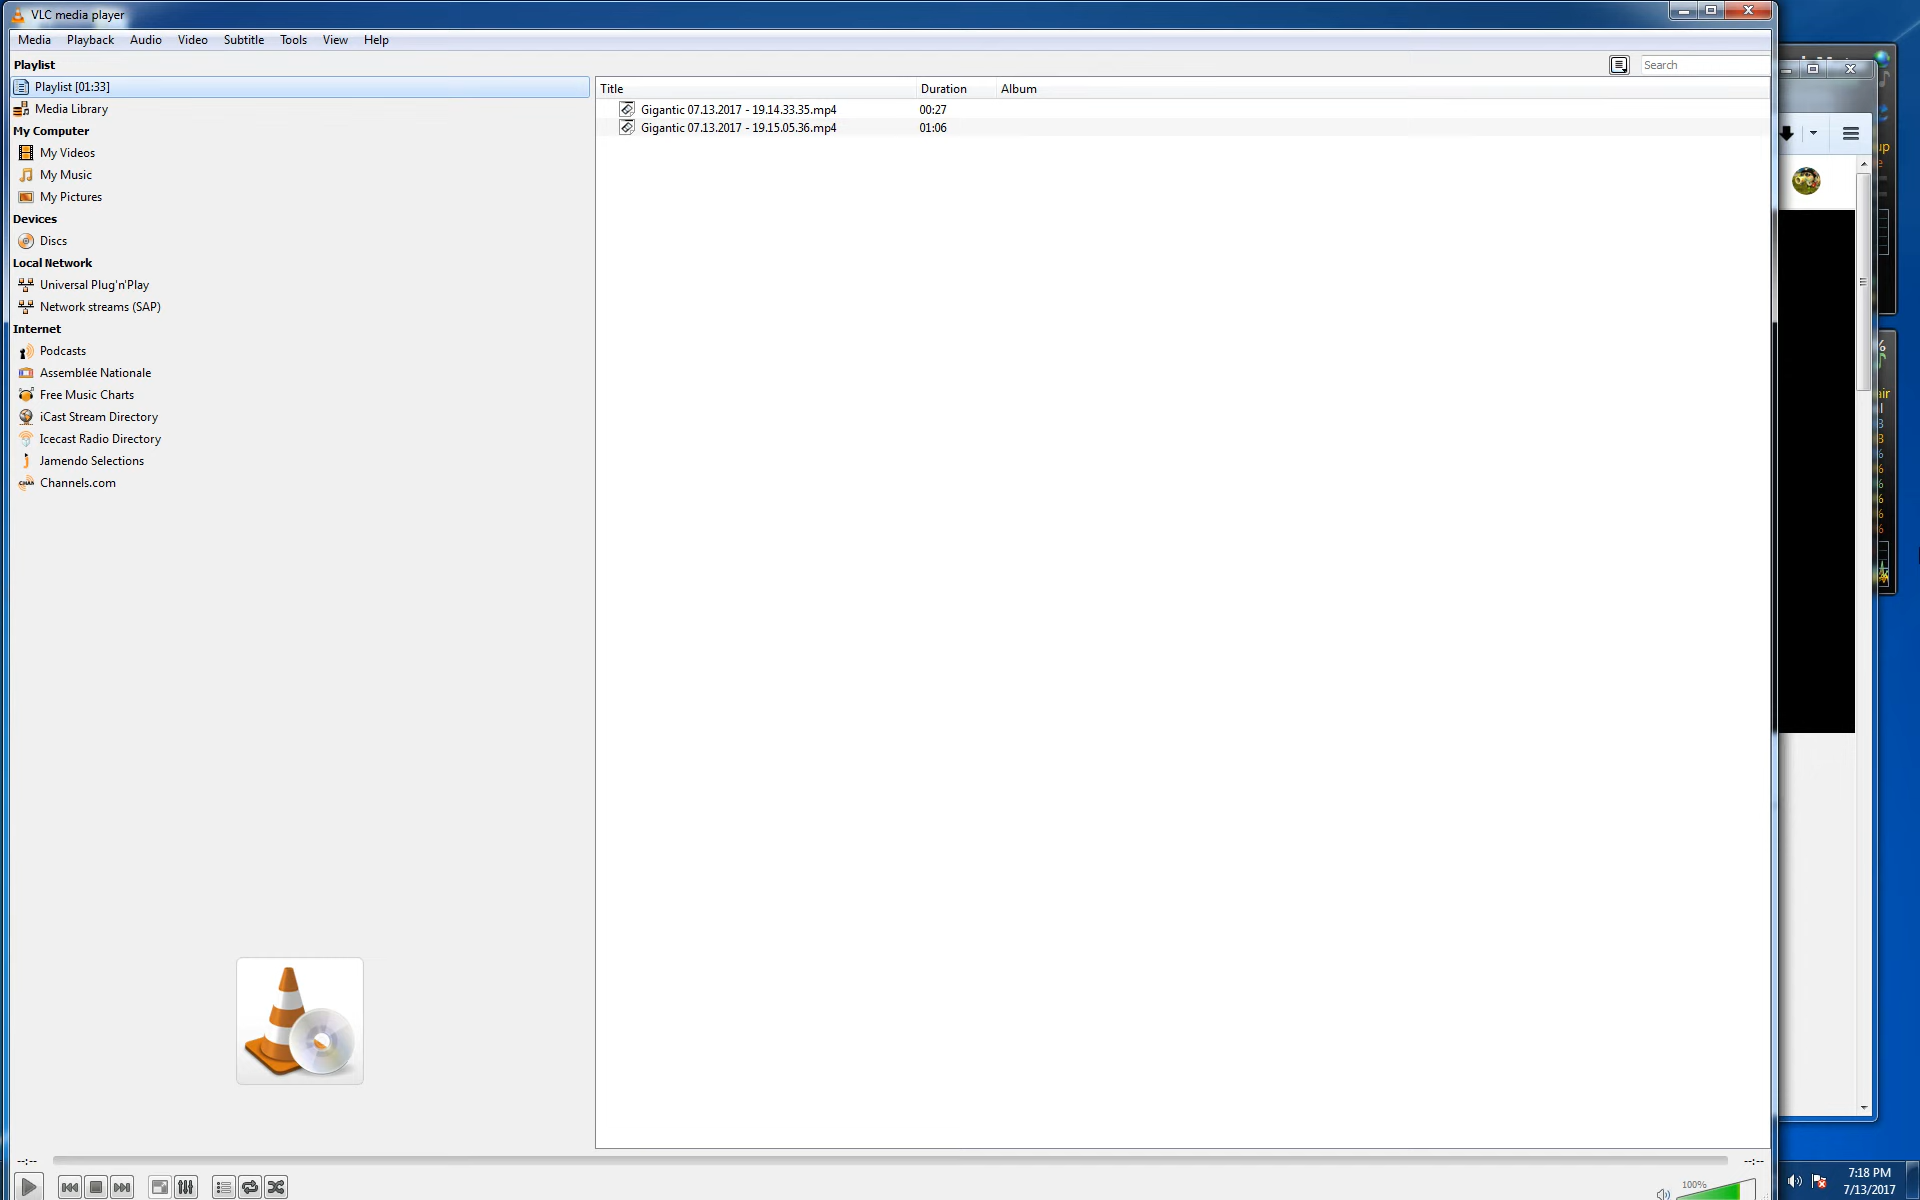 VLC media player
Media Playback Audio Video Subtitle Tools View Help
Playlist
Search
Playlist [01:33]
Media Library
My Computer
My Videos
My Music
My Pictures
Devices
Discs
Local Network
Universal Plug'n'Play
Network streams (SAP)
Internet
Podcasts
Assemblée Nationale
Free Music Charts
iCast Stream Directory
Icecast Radio Directory
Jamendo Selections
Channels.com
Title Duration Album
Gigantic 07.13.2017 - 19.14.33.35.mp4 00:27
Gigantic 07.13.2017 - 19.15.05.36.mp4 01:06
--:-- --:--
100%
7:18 PM
7/13/2017